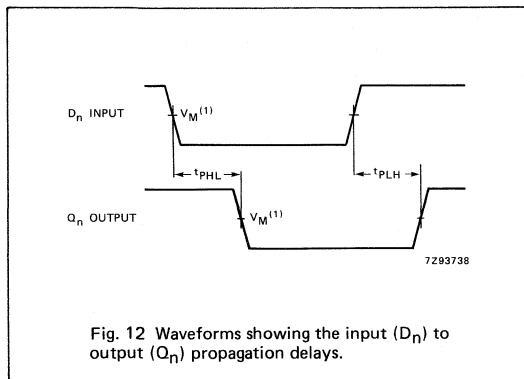 Dn INPUT
VM(1)
tPHL
tPLH
Qn OUTPUT
VM(1)
7Z93738
Fig. 12 Waveforms showing the input (Dn) to
output (Qn) propagation delays.